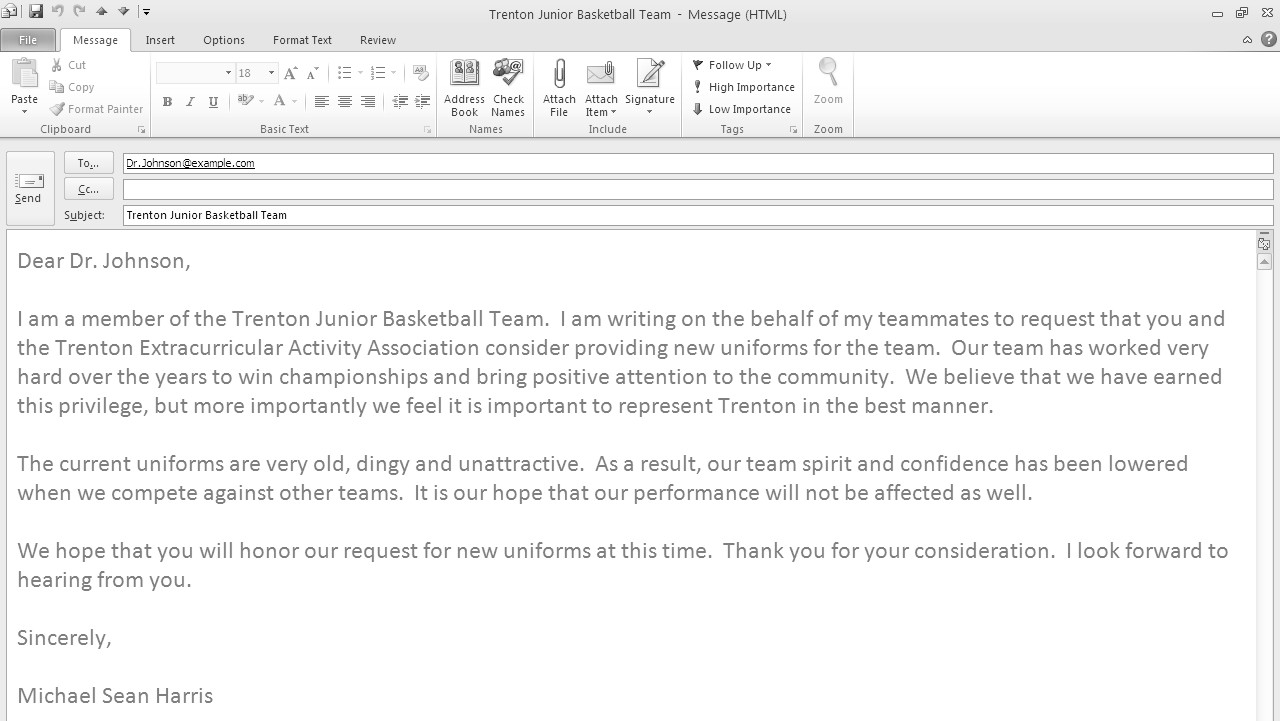 Trenton Junior Basketball Team - Message (HTML)
File Message Insert Options Format Text Review
Paste
Cut
Copy
Format Painter
Clipboard
18
B I U
Basic Text
Address Book
Check Names
Names
Attach File
Attach Item
Signature
Include
Follow Up
High Importance
Low Importance
Tags
Zoom
Zoom
Send
To... Dr.Johnson@example.com
Cc...
Subject: Trenton Junior Basketball Team
Dear Dr. Johnson,
I am a member of the Trenton Junior Basketball Team.  I am writing on the behalf of my teammates to request that you and
the Trenton Extracurricular Activity Association consider providing new uniforms for the team.  Our team has worked very
hard over the years to win championships and bring positive attention to the community.  We believe that we have earned
this privilege, but more importantly we feel it is important to represent Trenton in the best manner.
The current uniforms are very old, dingy and unattractive.  As a result, our team spirit and confidence has been lowered
when we compete against other teams.  It is our hope that our performance will not be affected as well.
We hope that you will honor our request for new uniforms at this time.  Thank you for your consideration.  I look forward to
hearing from you.
Sincerely,
Michael Sean Harris